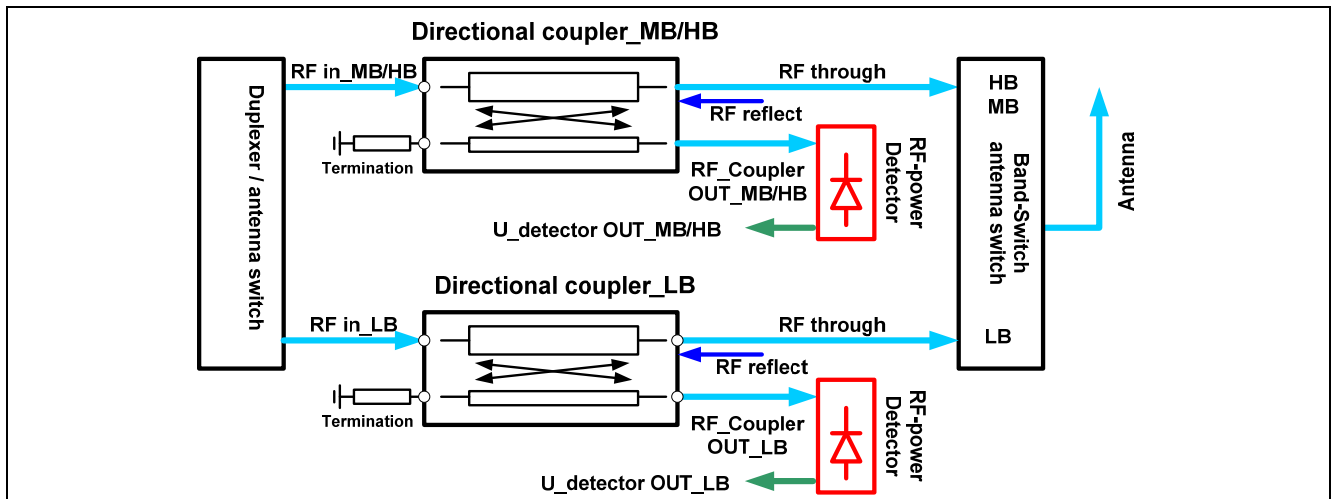 Directional coupler_MB/HB
RF in_MB/HB
RF through
RF reflect
Termination
RF_Coupler
OUT_MB/HB
U_detector OUT_MB/HB
RF-power
Detector
Duplexer / antenna switch
HB
MB
Band-Switch
antenna switch
LB
Antenna
Directional coupler_LB
RF in_LB
RF through
RF reflect
Termination
RF_Coupler
OUT_LB
U_detector OUT_LB
RF-power
Detector